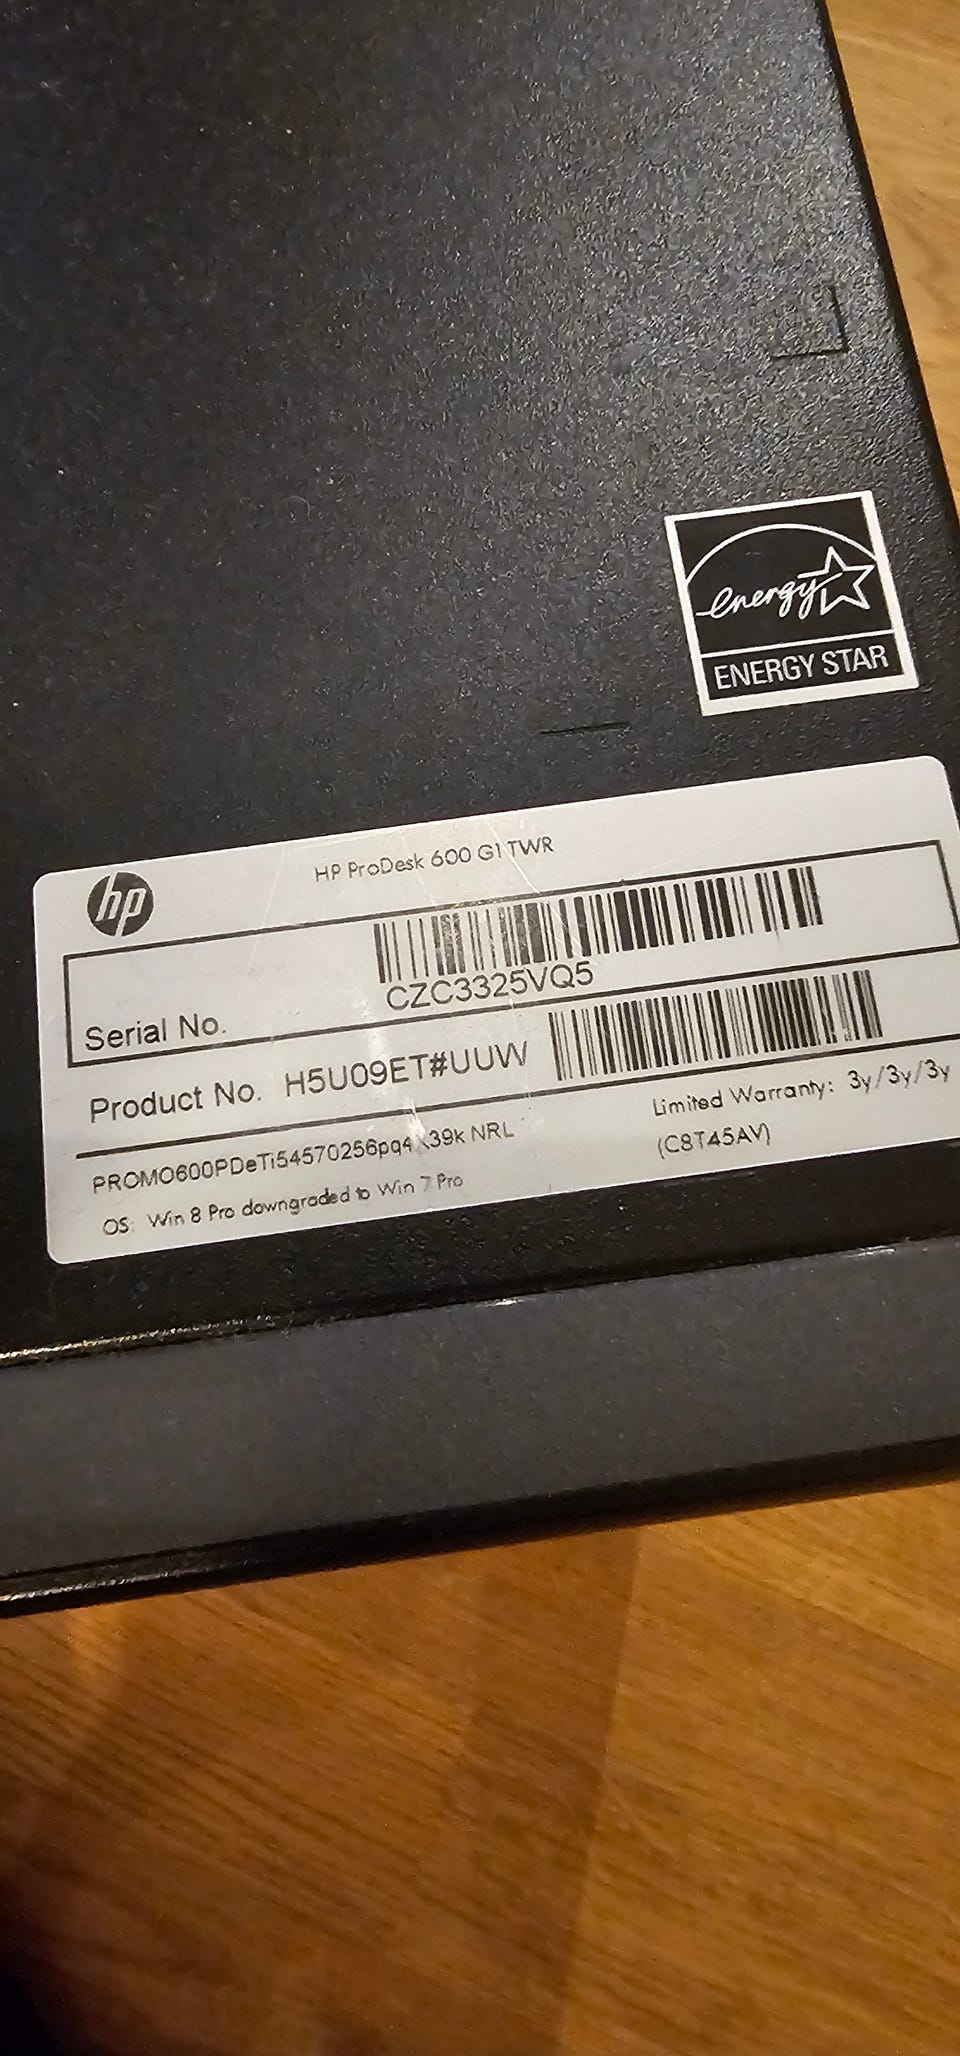 energy
ENERGY STAR
hp
HP ProDesk 600 G1 TWR
CZC3325VQ5
Serial No.
Product No. H5U09ET#UUW
Limited Warranty: 3y/3y/3y
NRL
(C8T45AV)
OS: Win 8 Pro downgraded to Win 7 Pro